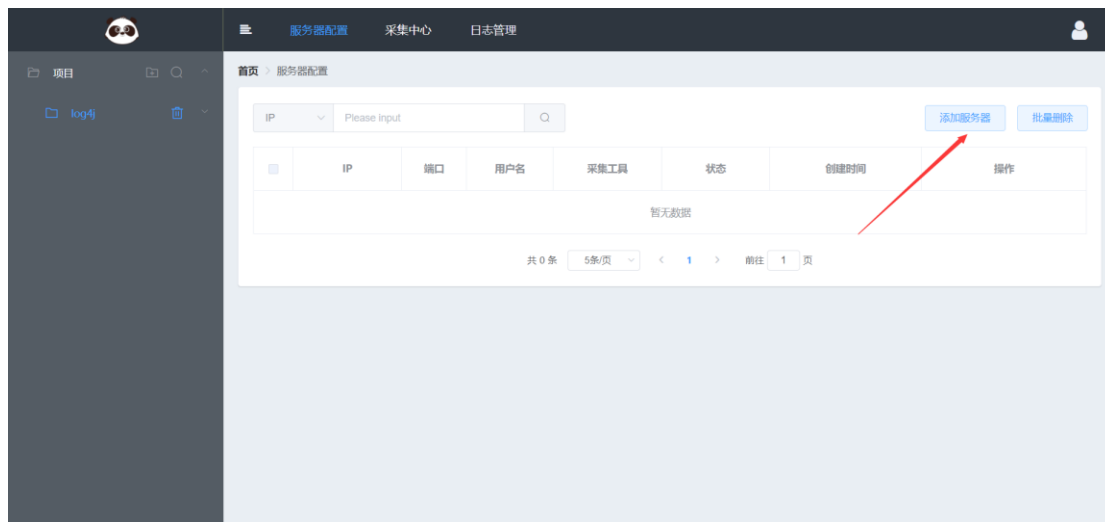 服务器配置 采集中心 日志管理
项目
首页 服务器配置
log4j
IP Please input 添加服务器 批量删除
IP 端口 用户名 采集工具 状态 创建时间 操作
暂无数据
共 0 条 5条/页 1 前往 1 页